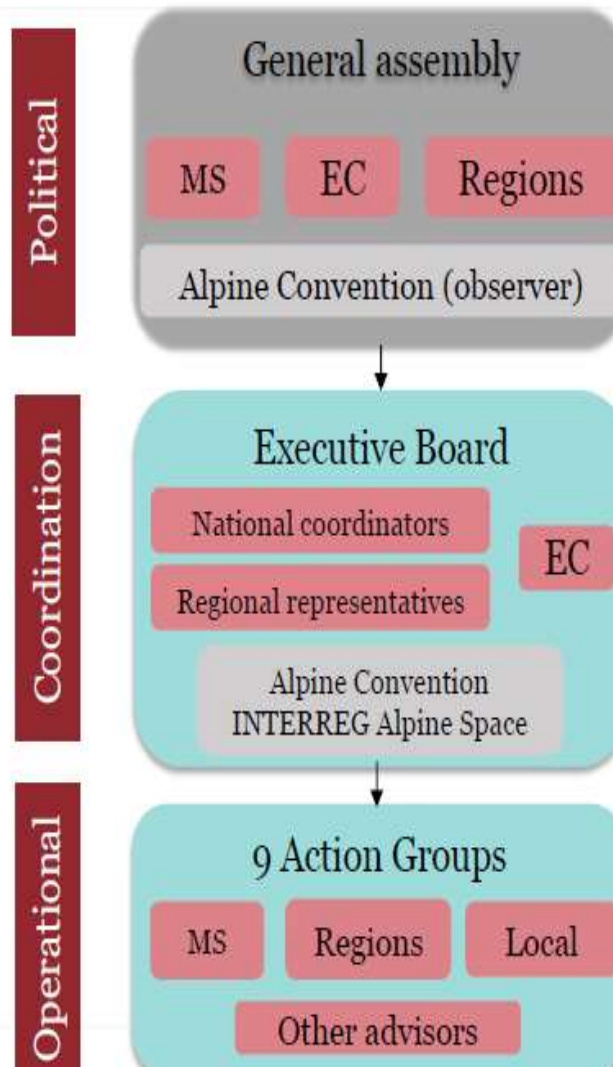 Political
General assembly
MS
EC
Regions
Alpine Convention (observer)
Coordination
Executive Board
National coordinators
EC
Regional representatives
Alpine Convention
INTERREG Alpine Space
Operational
9 Action Groups
MS
Regions
Local
Other advisors